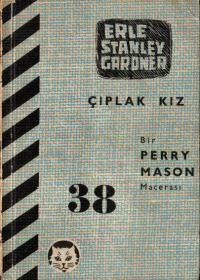 ERLE
STANLEY
GARDNER
ÇIPLAK KIZ
Bir
PERRY
MASON
Macerası
38